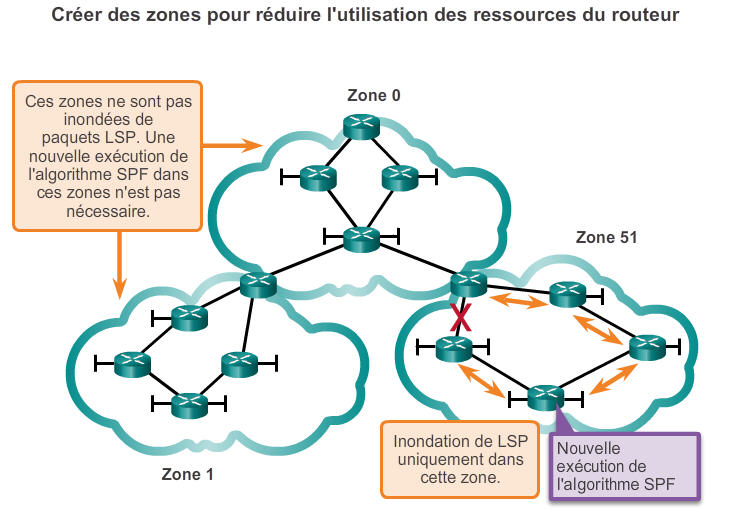 Créer des zones pour réduire l'utilisation des ressources du routeur
Zone 0
Ces zones ne sont pas
inondées de
paquets LSP. Une
nouvelle exécution de
l'algorithme SPF dans
ces zones n'est pas
nécessaire.
Zone 51
Zone 1
Inondation de LSP
uniquement dans
cette zone.
Nouvelle
exécution de
l'algorithme SPF